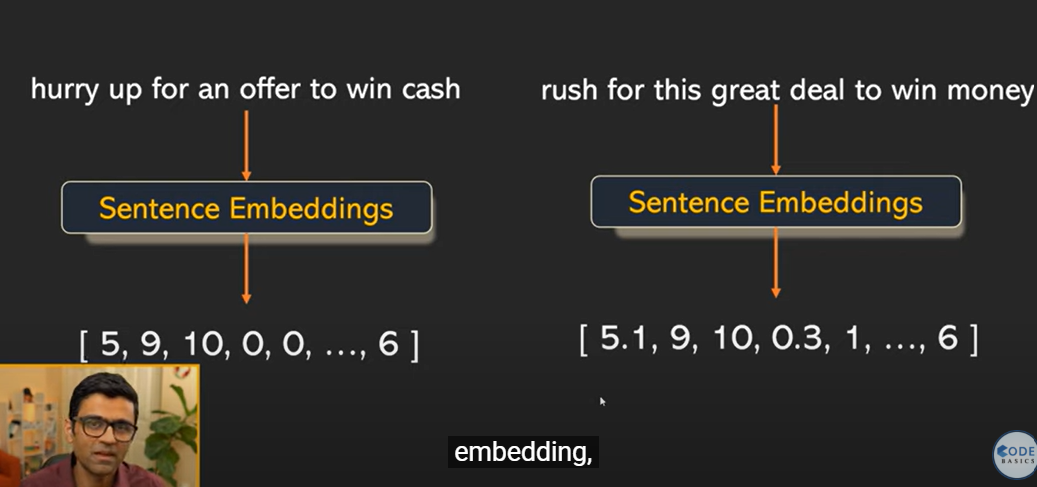 hurry up for an offer to win cash
rush for this great deal to win money
Sentence Embeddings
Sentence Embeddings
[ 5, 9, 10, 0, 0, ..., 6 ]
[ 5.1, 9, 10, 0.3, 1, ..., 6 ]
embedding,
CODE
BASICS